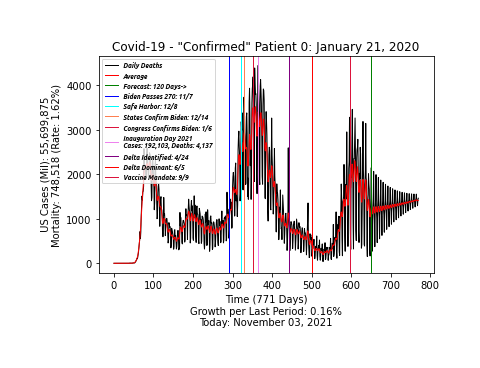 Covid-19 - "Confirmed" Patient 0: January 21, 2020
US Cases (Mil): 55,699,875
Mortality: 748,518 (Rate: 1.62%)
4000
3000
2000
1000
0
Daily Deaths
Average
Forecast: 120 Days->
Biden Passes 270: 11/7
Safe Harbor: 12/8
States Confirm Biden: 12/14
Congress Confirms Biden: 1/6
Inauguration Day 2021
Cases: 192,103, Deaths: 4,137
Delta Identified: 4/24
Delta Dominant: 6/5
Vaccine Mandate: 9/9
0 100 200 300 400 500 600 700 800
Time (771 Days)
Growth per Last Period: 0.16%
Today: November 03, 2021